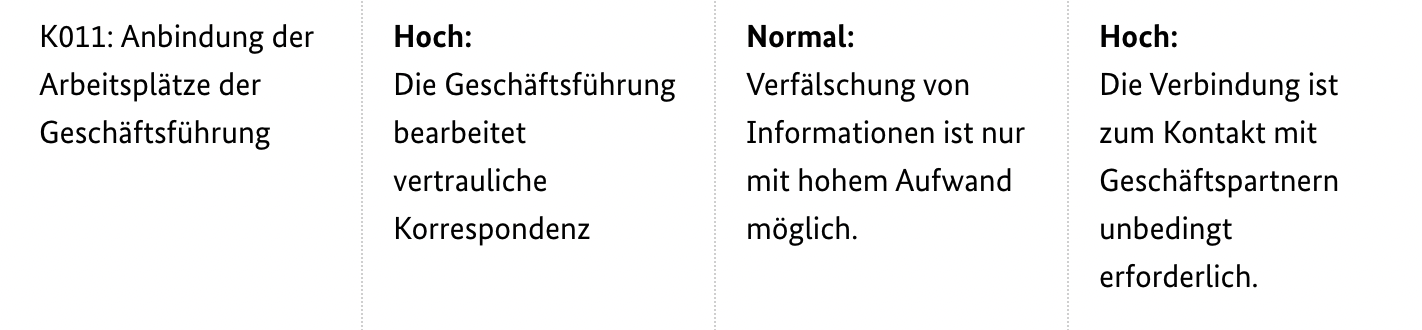 K011: Anbindung der
Arbeitsplätze der
Geschäftsführung
Hoch:
Die Geschäftsführung
bearbeitet
vertrauliche
Korrespondenz
Normal:
Verfälschung von
Informationen ist nur
mit hohem Aufwand
möglich.
Hoch:
Die Verbindung ist
zum Kontakt mit
Geschäftspartnern
unbedingt
erforderlich.